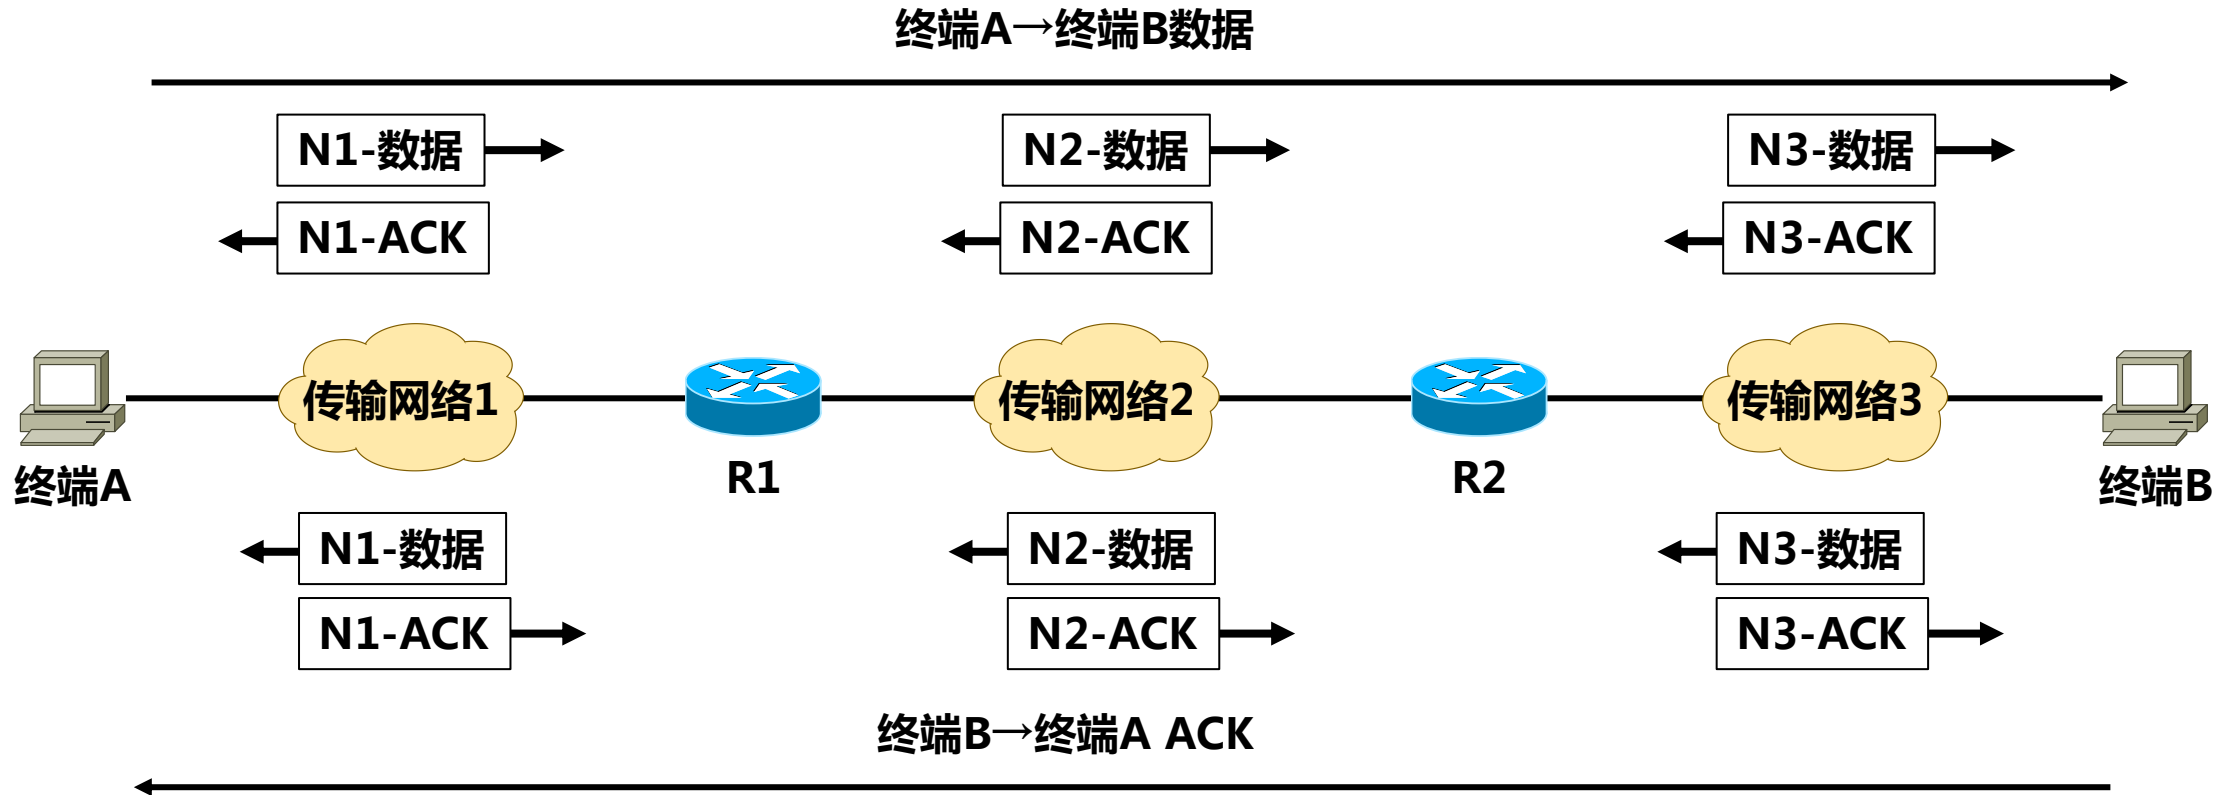 终端A→终端B数据
N1-数据
N2-数据
N3-数据
N1-ACK
N2-ACK
N3-ACK
传输网络1
传输网络2
传输网络3
终端A
R1
R2
终端B
N1-数据
N2-数据
N3-数据
N1-ACK
N2-ACK
N3-ACK
终端B→终端A ACK